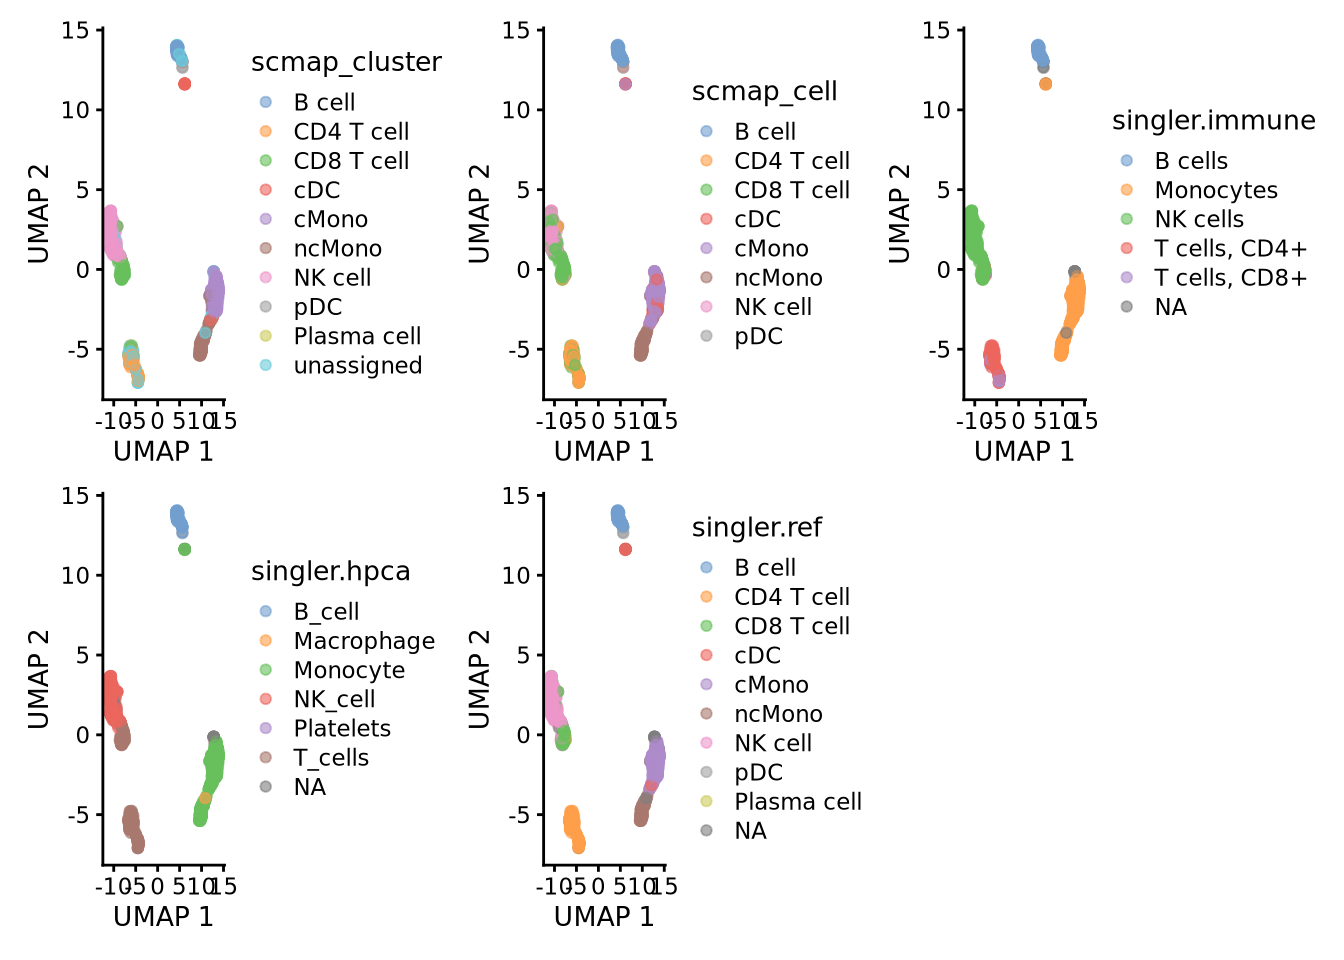 scmap_cluster
B cell
CD4 T cell
CD8 T cell
cDC
cMono
ncMono
NK cell
pDC
Plasma cell
unassigned
15
10
5
0
-5
UMAP 2
-10
-5
0
5
10
15
UMAP 1
scmap_cell
B cell
CD4 T cell
CD8 T cell
cDC
cMono
ncMono
NK cell
pDC
15
10
5
0
-5
UMAP 2
-10
-5
0
5
10
15
UMAP 1
singler.immune
B cells
Monocytes
NK cells
T cells, CD4+
T cells, CD8+
NA
15
10
5
0
-5
UMAP 2
-10
-5
0
5
10
15
UMAP 1
singler.hpca
B_cell
Macrophage
Monocyte
NK_cell
Platelets
T_cells
NA
15
10
5
0
-5
UMAP 2
-10
-5
0
5
10
15
UMAP 1
singler.ref
B cell
CD4 T cell
CD8 T cell
cDC
cMono
ncMono
NK cell
pDC
Plasma cell
NA
15
10
5
0
-5
UMAP 2
-10
-5
0
5
10
15
UMAP 1